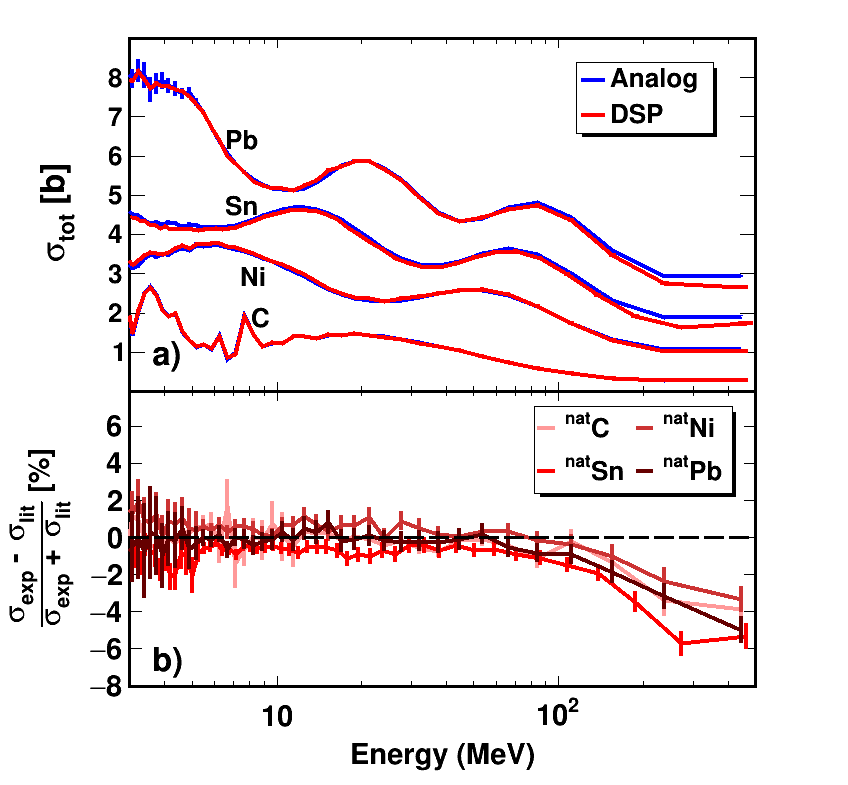 Analog
DSP
8
7
6
5
4
3
2
1
σtot [b]
Pb
Sn
Ni
C
a)
natC
natNi
natSn
natPb
6
4
2
0
−2
−4
−6
−8
σexp - σlit
σexp + σlit
[%]
b)
10
10²
Energy (MeV)